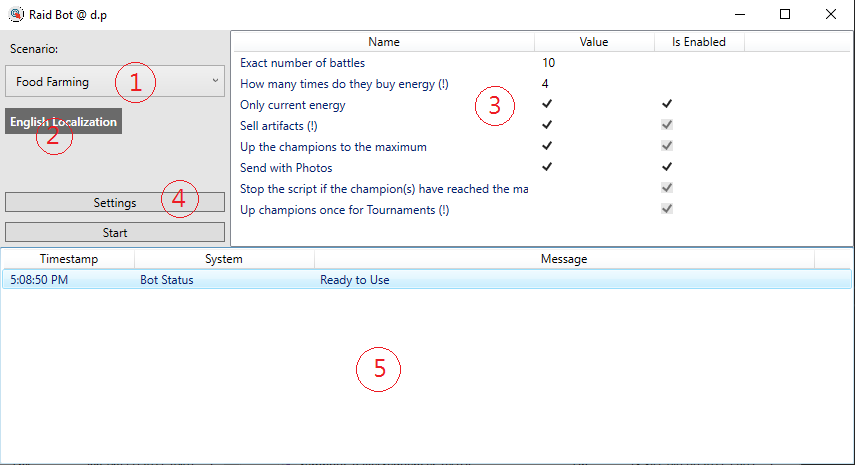 Raid Bot @ d.p
Scenario:
Food Farming
1
English Localization
2
Settings
4
Start
Name Value Is Enabled
Exact number of battles 10
How many times do they buy energy (!) 4
Only current energy
3
Sell artifacts (!)
Up the champions to the maximum
Send with Photos
Stop the script if the champion(s) have reached the ma
Up champions once for Tournaments (!)
Timestamp System Message
5:08:50 PM Bot Status Ready to Use
5